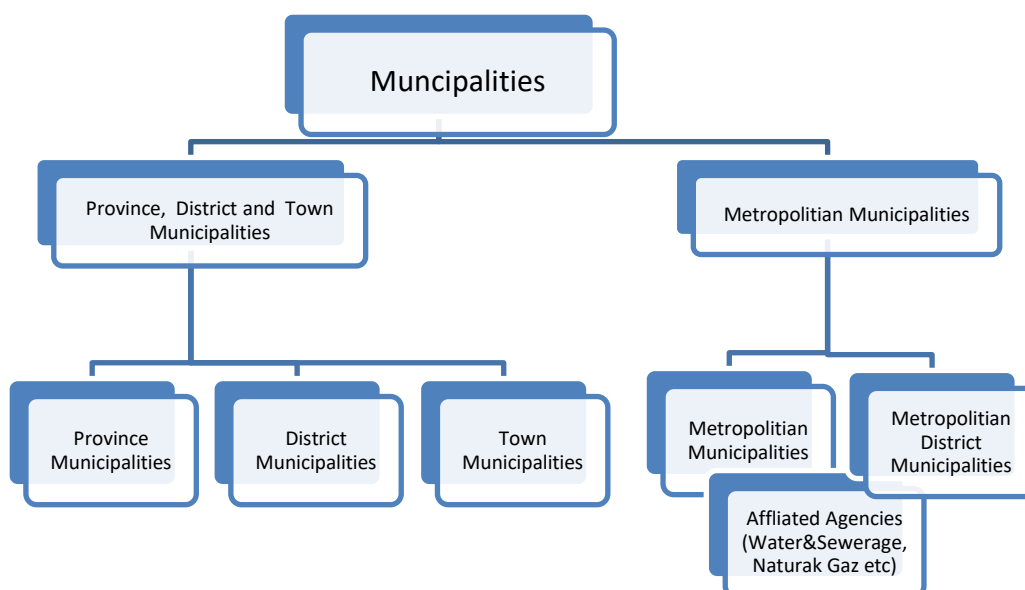 Muncipalities
Province, District and Town
Municipalities
Metropolitian Municipalities
Province
Municipalities
District
Municipalities
Town
Municipalities
Metropolitian
Municipalities
Metropolitian
District
Municipalities
Affliated Agencies
(Water&Sewerage,
Naturak Gaz etc)